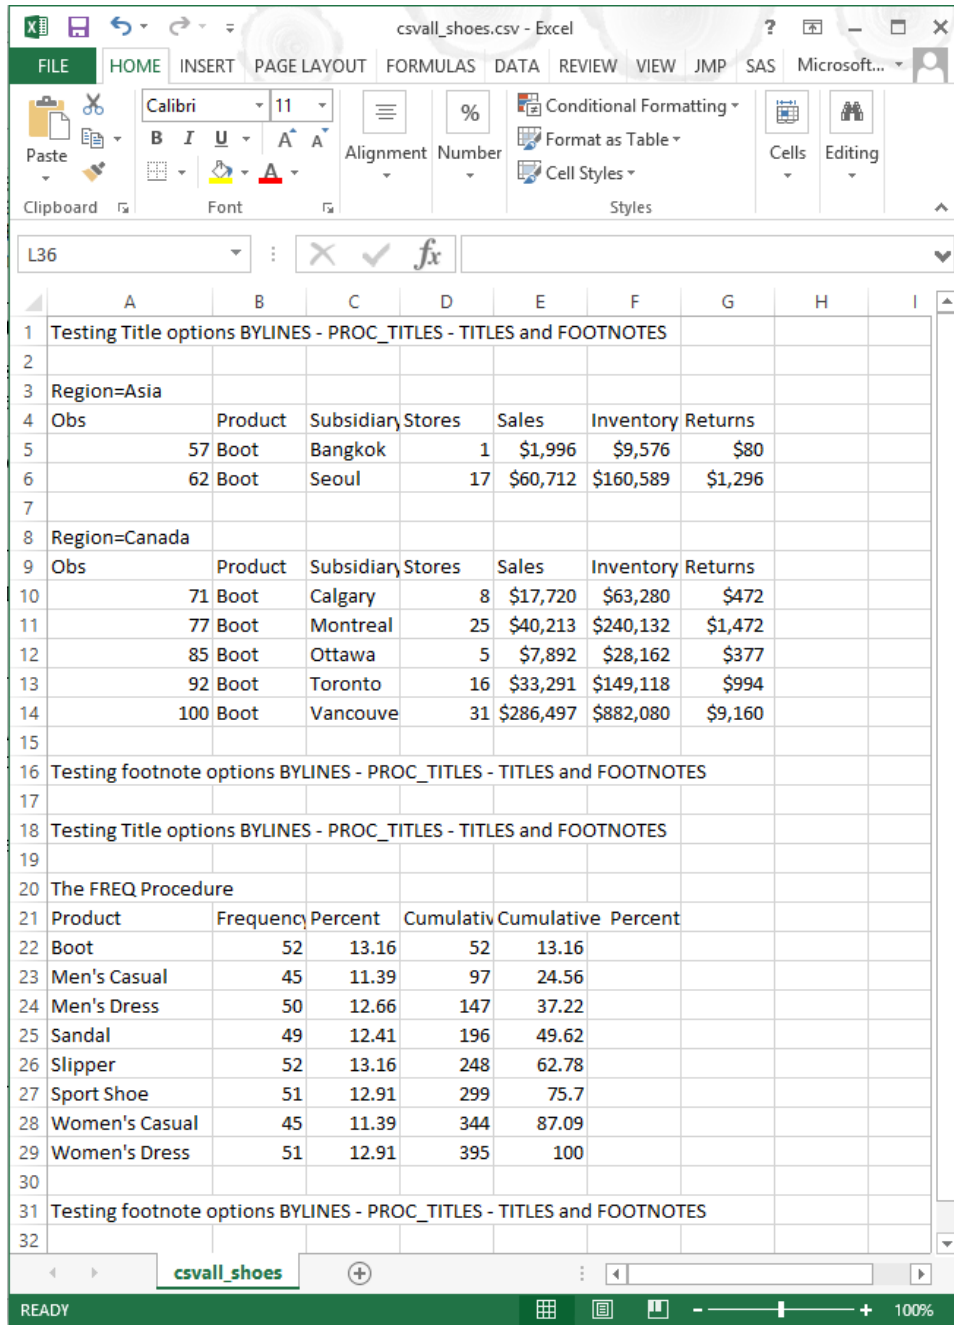 csvall_shoes.csv - Excel ?
FILE HOME INSERT PAGE LAYOUT FORMULAS DATA REVIEW VIEW JMP SAS Microsoft...
Paste
Clipboard
Calibri 11
B I U A A
A
Font
Alignment
%
Number
Conditional Formatting
Format as Table
Cell Styles
Styles
Cells
Editing
L36 fx
A B C D E F G H I
1 Testing Title options BYLINES - PROC_TITLES - TITLES and FOOTNOTES
2
3 Region=Asia
4 Obs Product Subsidiary Stores Sales Inventory Returns
5 57 Boot Bangkok 1 $1,996 $9,576 $80
6 62 Boot Seoul 17 $60,712 $160,589 $1,296
7
8 Region=Canada
9 Obs Product Subsidiary Stores Sales Inventory Returns
10 71 Boot Calgary 8 $17,720 $63,280 $472
11 77 Boot Montreal 25 $40,213 $240,132 $1,472
12 85 Boot Ottawa 5 $7,892 $28,162 $377
13 92 Boot Toronto 16 $33,291 $149,118 $994
14 100 Boot Vancouve 31 $286,497 $882,080 $9,160
15
16 Testing footnote options BYLINES - PROC_TITLES - TITLES and FOOTNOTES
17
18 Testing Title options BYLINES - PROC_TITLES - TITLES and FOOTNOTES
19
20 The FREQ Procedure
21 Product Frequency Percent Cumulativ Cumulative Percent
22 Boot 52 13.16 52 13.16
23 Men's Casual 45 11.39 97 24.56
24 Men's Dress 50 12.66 147 37.22
25 Sandal 49 12.41 196 49.62
26 Slipper 52 13.16 248 62.78
27 Sport Shoe 51 12.91 299 75.7
28 Women's Casual 45 11.39 344 87.09
29 Women's Dress 51 12.91 395 100
30
31 Testing footnote options BYLINES - PROC_TITLES - TITLES and FOOTNOTES
32
csvall_shoes
READY 100%